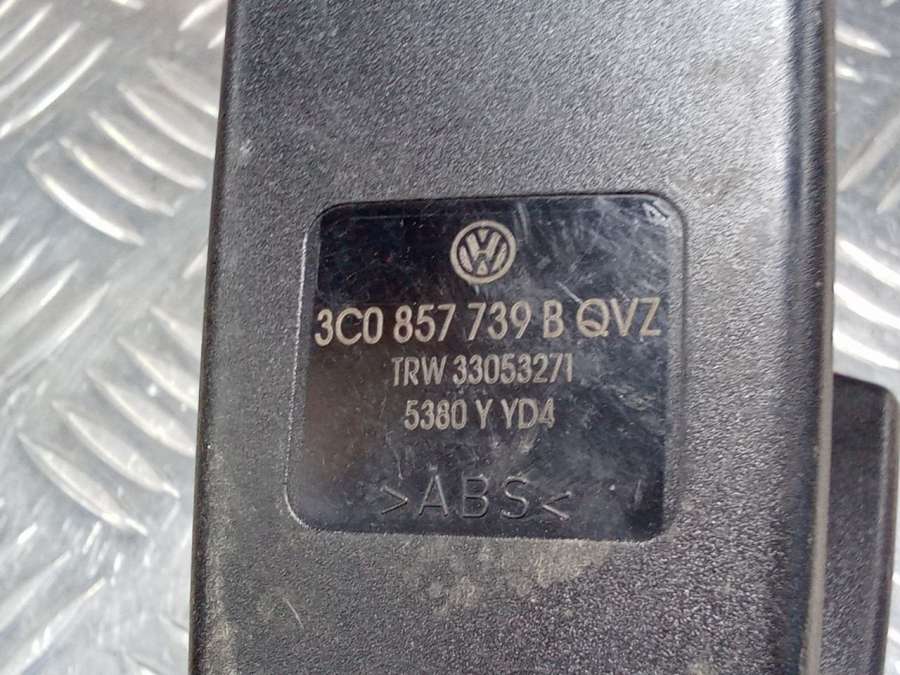 3C0 857 739 B QVZ
TRW 33053271
5380 Y YD4
>ABS<